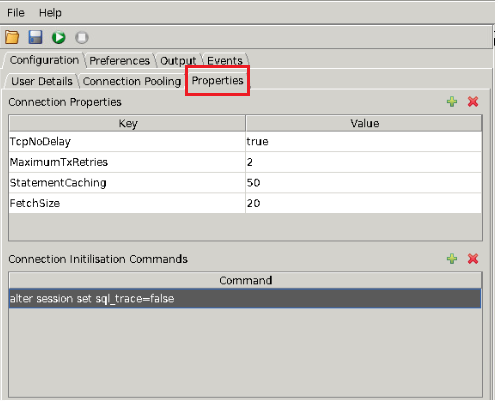 File Help
Configuration Preferences Output Events
User Details Connection Pooling Properties
Connection Properties
Key Value
TcpNoDelay true
MaximumTxRetries 2
StatementCaching 50
FetchSize 20
Connection Initilisation Commands
Command
alter session set sql_trace=false